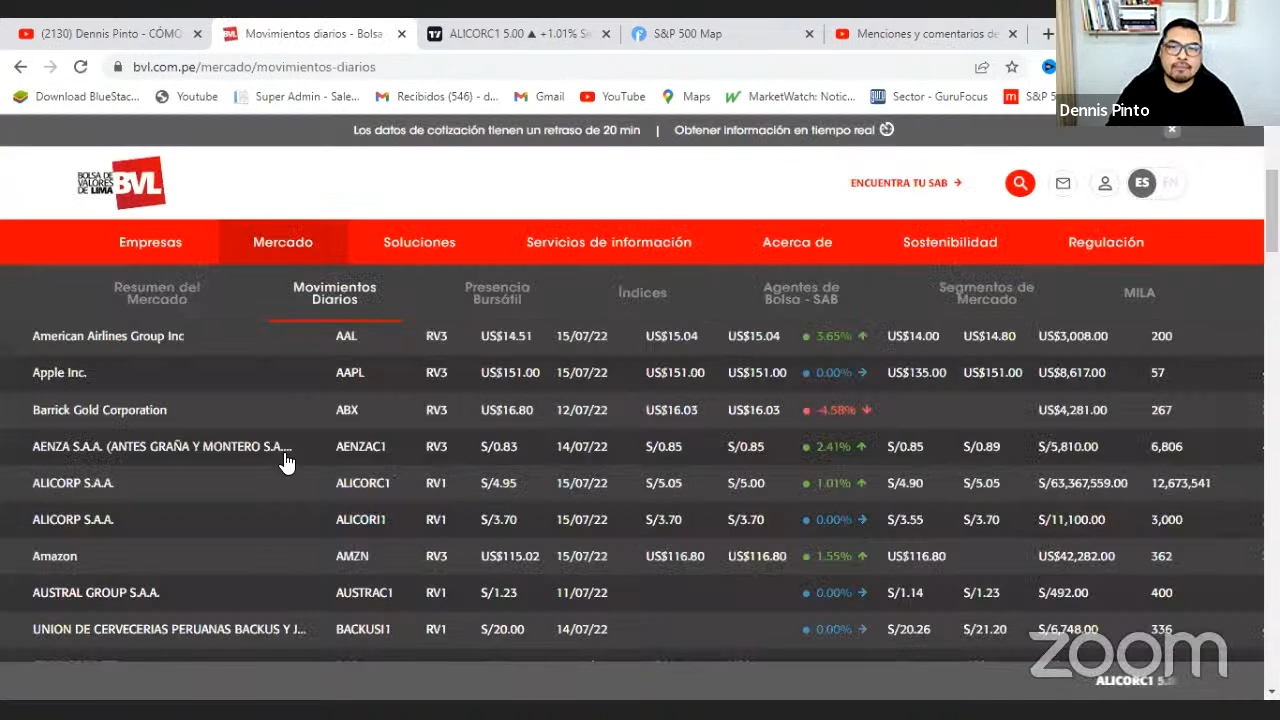 (2130) Dennis Pinto - CÓMO
Movimientos diarios - Bolsa
ALICORC1 5.00 ▲ +1.01% S
S&P 500 Map
Menciones y comentarios de
bvl.com.pe/mercado/movimientos-diarios
Download BlueStac...
Youtube
Super Admin - Sale...
Recibidos (546) - d...
Gmail
YouTube
Maps
MarketWatch: Notic...
Sector - GuruFocus
S&P 5
Dennis Pinto
Los datos de cotización tienen un retraso de 20 min | Obtener información en tiempo real
BOLSA DE VALORES DE LIMA BVL
ENCUENTRA TU SAB →
ES EN
Empresas Mercado Soluciones Servicios de información Acerca de Sostenibilidad Regulación
Resumen del Mercado
Movimientos Diarios
Presencia Bursátil
Índices
Agentes de Bolsa - SAB
Segmentos de Mercado
MILA
American Airlines Group Inc AAL RV3 US$14.51 15/07/22 US$15.04 US$15.04 3.65% ↑ US$14.00 US$14.80 US$3,008.00 200
Apple Inc. AAPL RV3 US$151.00 15/07/22 US$151.00 US$151.00 0.00% → US$135.00 US$151.00 US$8,617.00 57
Barrick Gold Corporation ABX RV3 US$16.80 12/07/22 US$16.03 US$16.03 -4.58% ↓ US$4,281.00 267
AENZA S.A.A. (ANTES GRAÑA Y MONTERO S.A.... AENZAC1 RV3 S/0.83 14/07/22 S/0.85 S/0.85 2.41% ↑ S/0.85 S/0.89 S/5,810.00 6,806
ALICORP S.A.A. ALICORC1 RV1 S/4.95 15/07/22 S/5.05 S/5.00 1.01% ↑ S/4.90 S/5.05 S/63,367,559.00 12,673,541
ALICORP S.A.A. ALICORI1 RV1 S/3.70 15/07/22 S/3.70 S/3.70 0.00% → S/3.55 S/3.70 S/11,100.00 3,000
Amazon AMZN RV3 US$115.02 15/07/22 US$116.80 US$116.80 1.55% ↑ US$116.80 US$42,282.00 362
AUSTRAL GROUP S.A.A. AUSTRAC1 RV3 S/1.23 11/07/22 0.00% → S/1.14 S/1.23 S/492.00 400
UNION DE CERVECERIAS PERUANAS BACKUS Y J... BACKUSI1 RV1 S/20.00 14/07/22 0.00% → S/20.26 S/21.20 S/6,748.00 336
zoom
ALICORC1